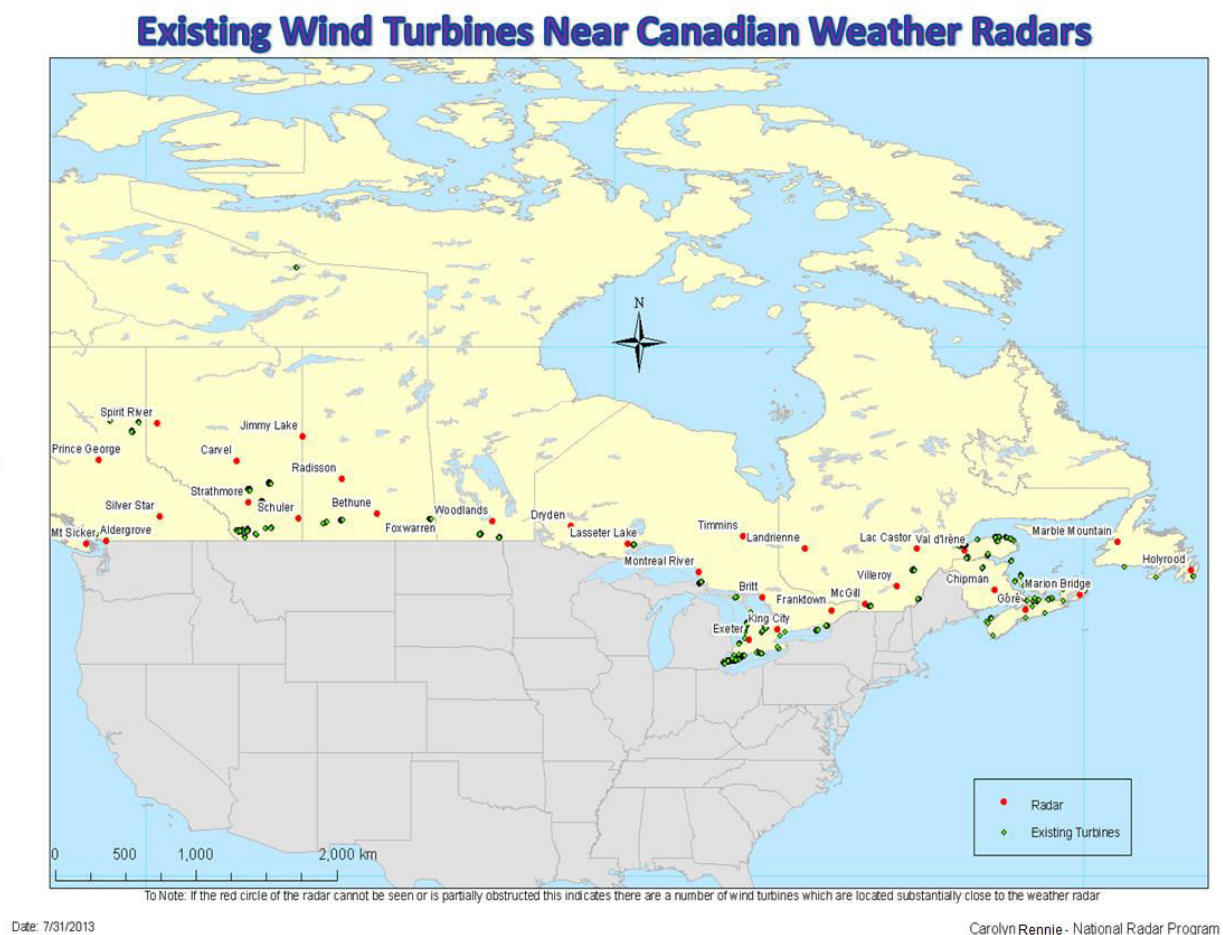 Existing Wind Turbines Near Canadian Weather Radars
N
Spirit River
Prince George
Jimmy Lake
Carvel
Radisson
Strathmore
Silver Star
Schuler
Bethune
Foxwarren
Woodlands
Mt Sicker
Aldergrove
Dryden
Lasseter Lake
Timmins
Landrienne
Lac Castor
Val d'Irène
Marble Mountain
Montreal River
Holyrood
Villeroy
Chipman
Marion Bridge
Britt
Franktown
McGill
Gore
King City
Exeter
Radar
Existing Turbines
0 500 1,000 2,000 km
To Note: If the red circle of the radar cannot be seen or is partially obstructed this indicates there are a number of wind turbines which are located substantially close to the weather radar
Date: 7/31/2013
Carolyn Rennie - National Radar Program